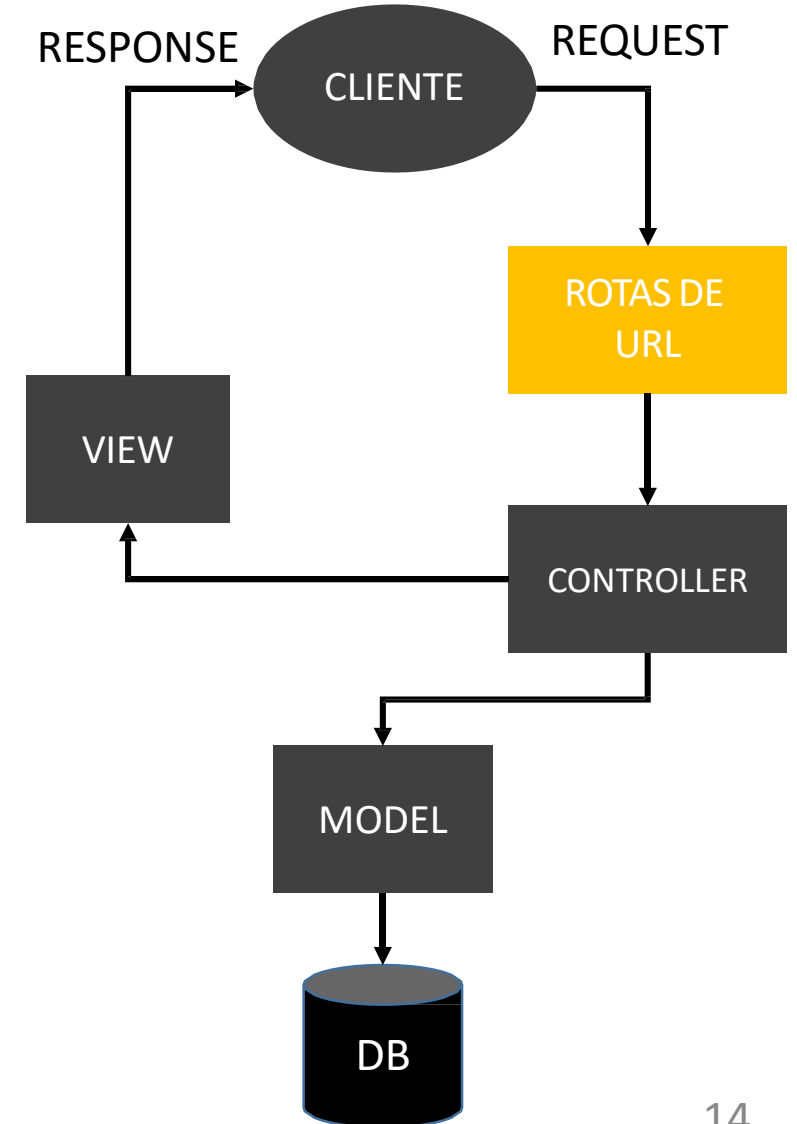 RESPONSE
REQUEST
CLIENTE
ROTAS DE
URL
VIEW
CONTROLLER
MODEL
DB
14